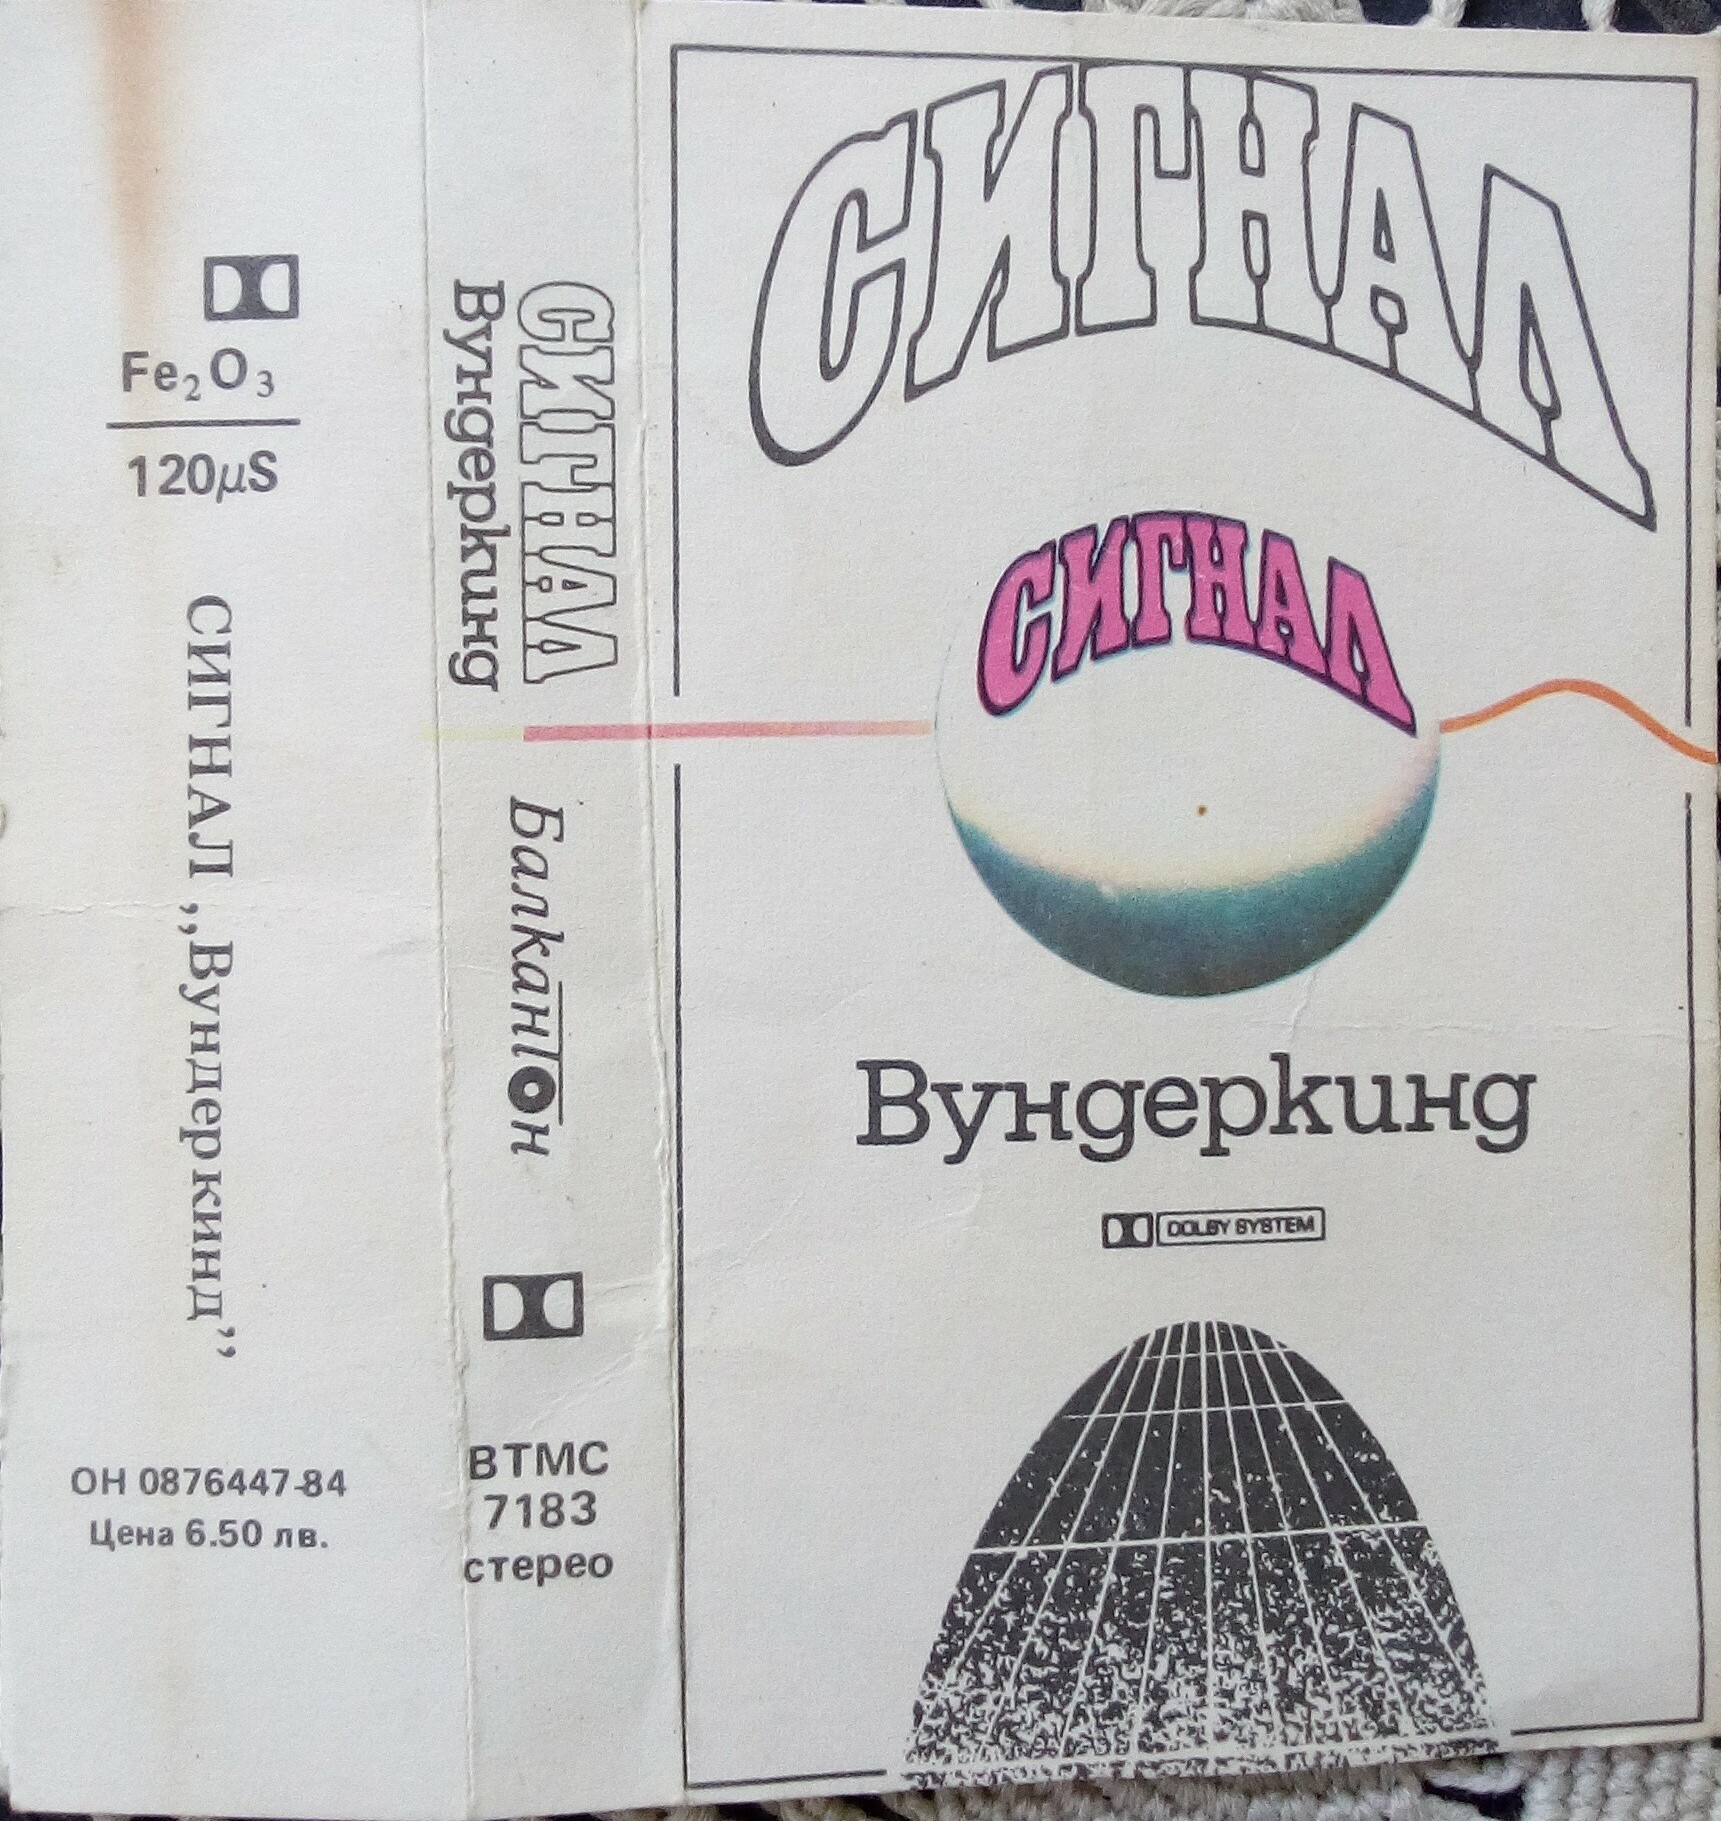 Fe₂O₃
120μS
СИГНАЛ „Вундеркинд”
ОН 0876447-84
Цена 6.50 лв.
СИГНАЛ
Вундеркинд
Балкантон
ВТМС
7183
стерео
СИГНАЛ
СИГНАЛ
Вундеркинд
DOLBY SYSTEM